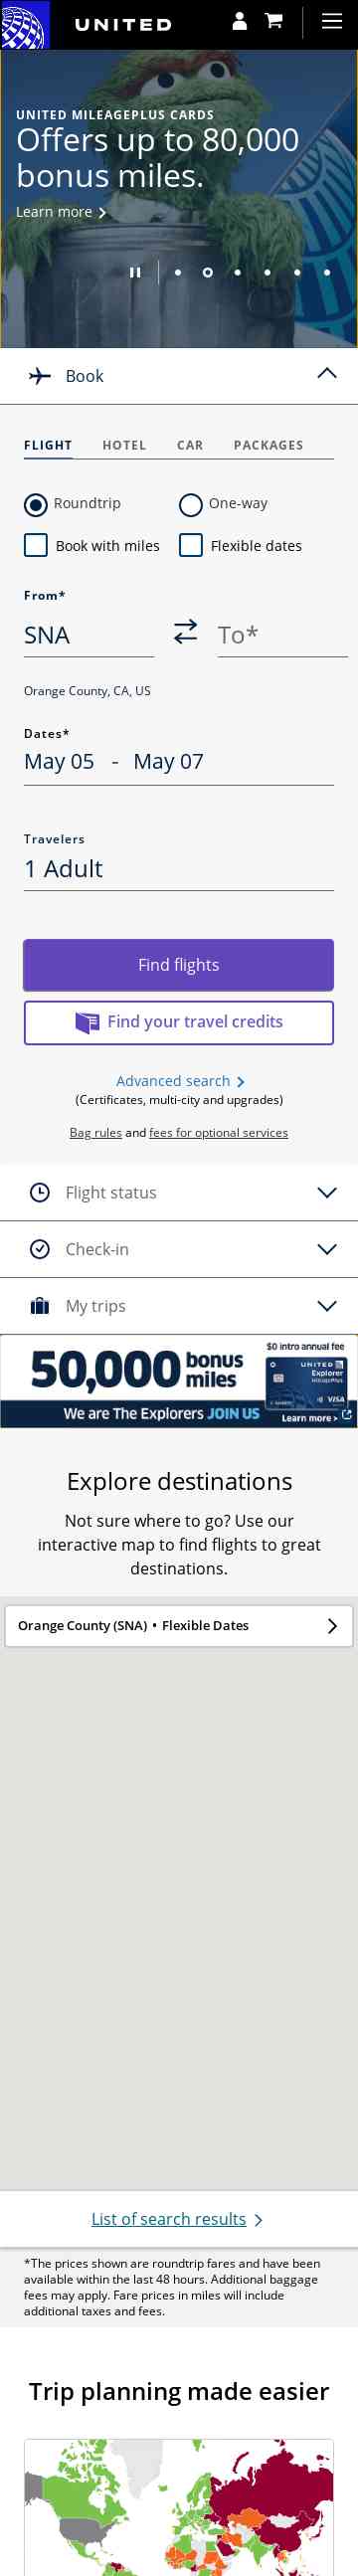 UNITED
UNITED MILEAGEPLUS CARDS
Offers up to 80,000
bonus miles.
Learn more
Book
FLIGHT HOTEL CAR PACKAGES
Roundtrip One-way
Book with miles Flexible dates
From*
SNA To*
Orange County, CA, US
Dates*
May 05 - May 07
Travelers
1 Adult
Find flights
Find your travel credits
Advanced search
(Certificates, multi-city and upgrades)
Bag rules and fees for optional services
Flight status
Check-in
My trips
50,000 bonus miles
$0 intro annual fee
UNITED
Explorer
VISA
We are The Explorers JOIN US
Learn more >
Explore destinations
Not sure where to go? Use our
interactive map to find flights to great
destinations.
Orange County (SNA) • Flexible Dates
List of search results
*The prices shown are roundtrip fares and have been
available within the last 48 hours. Additional baggage
fees may apply. Fare prices in miles will include
additional taxes and fees.
Trip planning made easier